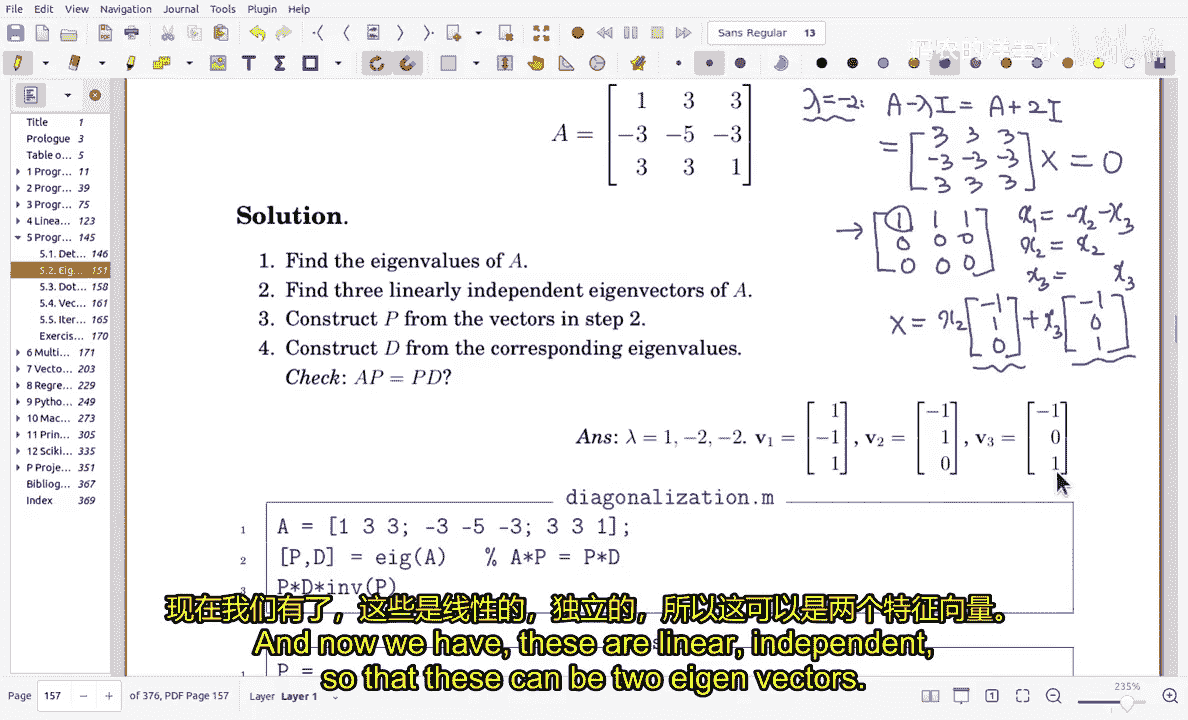 File Edit View Navigation Journal Tools Plugin Help
Sans Regular 13
Title 1
Prologue 3
Table o... 5
1 Progr... 11
2 Progr... 39
3 Progr... 75
4 Linea... 123
5 Progr... 145
5.1. Det... 146
5.2. Eig... 151
5.3. Dot... 158
5.4. Vec... 161
5.5. Iter... 165
Exercis... 170
6 Multi... 171
7 Vecto... 203
8 Regre... 229
9 Pytho... 249
10 Mac... 273
11 Prin... 305
12 Sciki... 335
P Proje... 351
Bibliog... 367
Index 369
A = [1 3 3; −3 −5 −3; 3 3 1]
λ=-2: A-λI = A+2I
= [3 3 3; -3 -3 -3; 3 3 3] x = 0
→ [1 1 1; 0 0 0; 0 0 0] x₁ = -x₂-x₃
x₂ = x₂
x₃ = x₃
x = x₂ [-1 1 0] + x₃ [-1 0 1]
Solution.
1. Find the eigenvalues of A.
2. Find three linearly independent eigenvectors of A.
3. Construct P from the vectors in step 2.
4. Construct D from the corresponding eigenvalues.
Check: AP = PD?
Ans: λ = 1, −2, −2. v₁ = [1 −1 1], v₂ = [−1 1 0], v₃ = [−1 0 1]
diagonalization.m
1 A = [1 3 3; -3 -5 -3; 3 3 1];
2 [P,D] = eig(A) % A*P = P*D
3 P*D*inv(P)
现在我们有了，这些是线性的，独立的，所以这可以是两个特征向量。
And now we have, these are linear, independent,
so that these can be two eigen vectors.
1 P =
Page 157 − + of 376, PDF Page 157 Layer Layer 1
235%